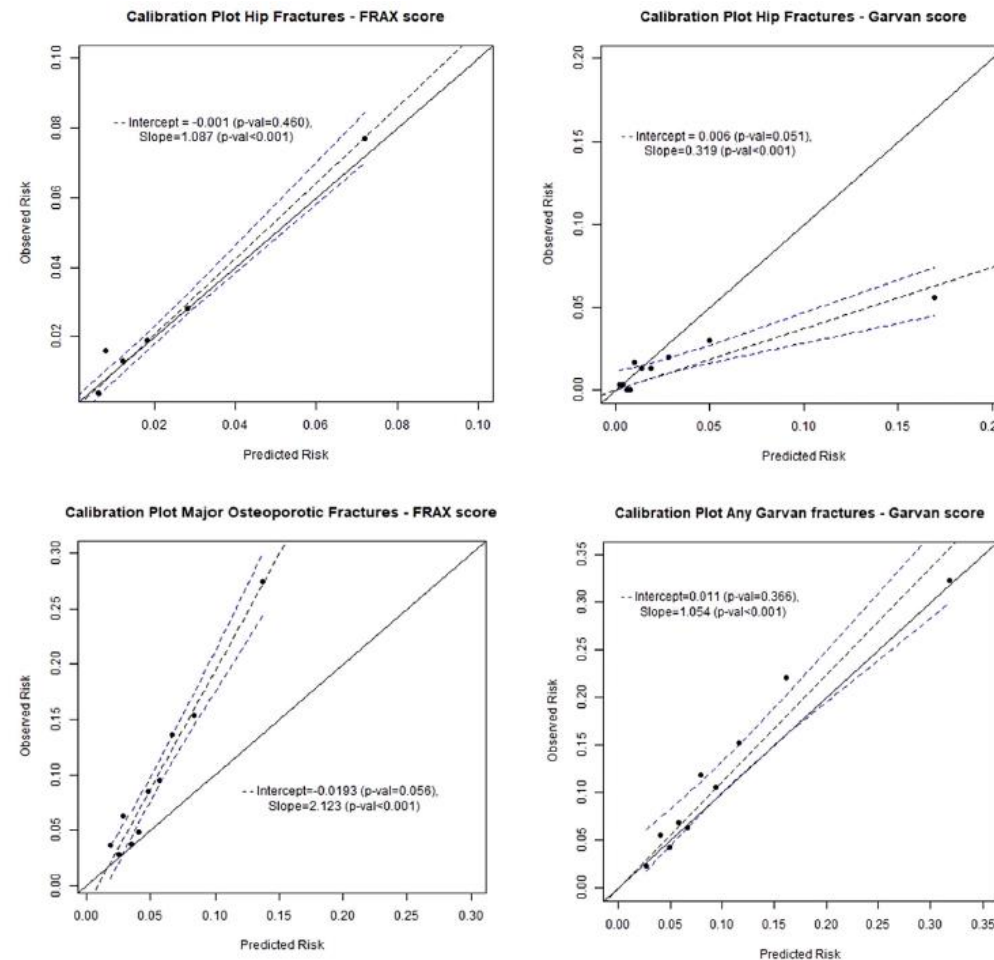 Calibration Plot Hip Fractures - FRAX score
0.10
0.08
0.06
0.04
0.02
Observed Risk
Intercept = -0.001 (p-val=0.460),
Slope=1.087 (p-val<0.001)
0.02 0.04 0.06 0.08 0.10
Predicted Risk
Calibration Plot Hip Fractures - Garvan score
0.20
0.15
0.10
0.05
0.00
Observed Risk
Intercept = 0.006 (p-val=0.051),
Slope=0.319 (p-val<0.001)
0.00 0.05 0.10 0.15
Predicted Risk
Calibration Plot Major Osteoporotic Fractures - FRAX score
0.30
0.25
0.20
0.15
0.10
0.05
0.00
Observed Risk
Intercept=-0.0193 (p-val=0.056),
Slope=2.123 (p-val<0.001)
0.00 0.05 0.10 0.15 0.20 0.25 0.30
Predicted Risk
Calibration Plot Any Garvan fractures - Garvan score
0.35
0.30
0.25
0.20
0.15
0.10
0.05
0.00
Observed Risk
Intercept=0.011 (p-val=0.366),
Slope=1.054 (p-val<0.001)
0.00 0.05 0.10 0.15 0.20 0.25 0.30 0.35
Predicted Risk